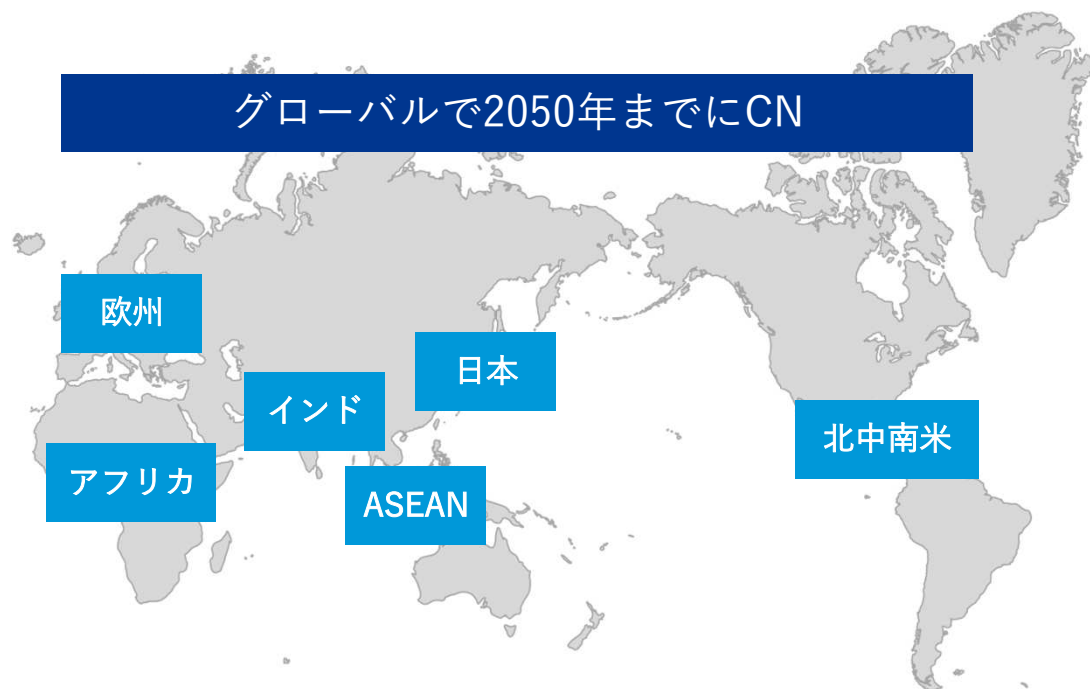 グローバルで2050年までにCN
欧州
日本
インド
北中南米
アフリカ
ASEAN